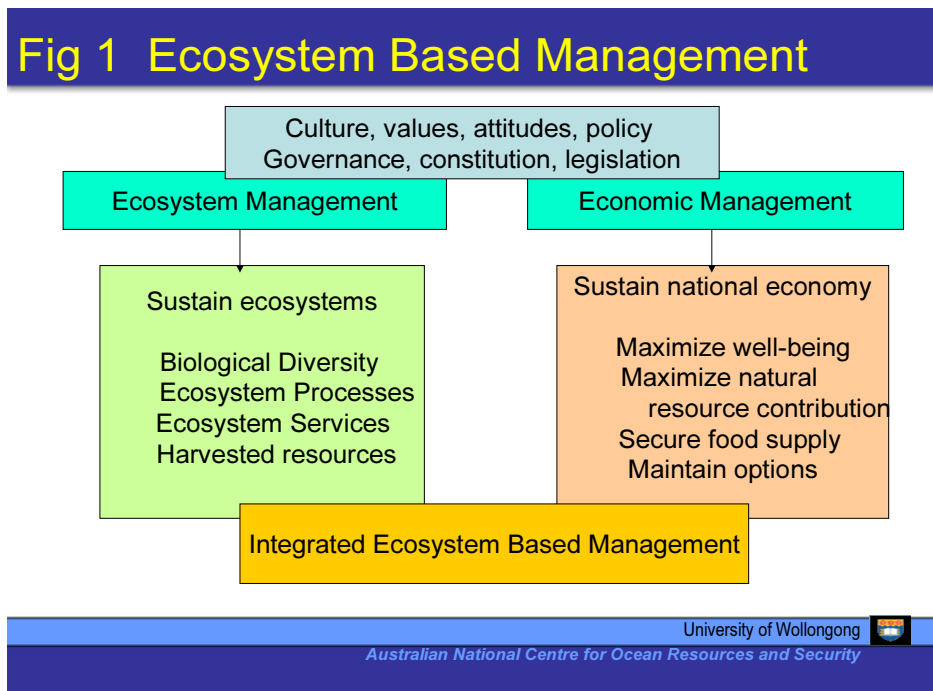 Fig 1 Ecosystem Based Management
Culture, values, attitudes, policy
Governance, constitution, legislation
Ecosystem Management
Economic Management
Sustain ecosystems
Biological Diversity
Ecosystem Processes
Ecosystem Services
Harvested resources
Sustain national economy
Maximize well-being
Maximize natural
resource contribution
Secure food supply
Maintain options
Integrated Ecosystem Based Management
University of Wollongong
Australian National Centre for Ocean Resources and Security